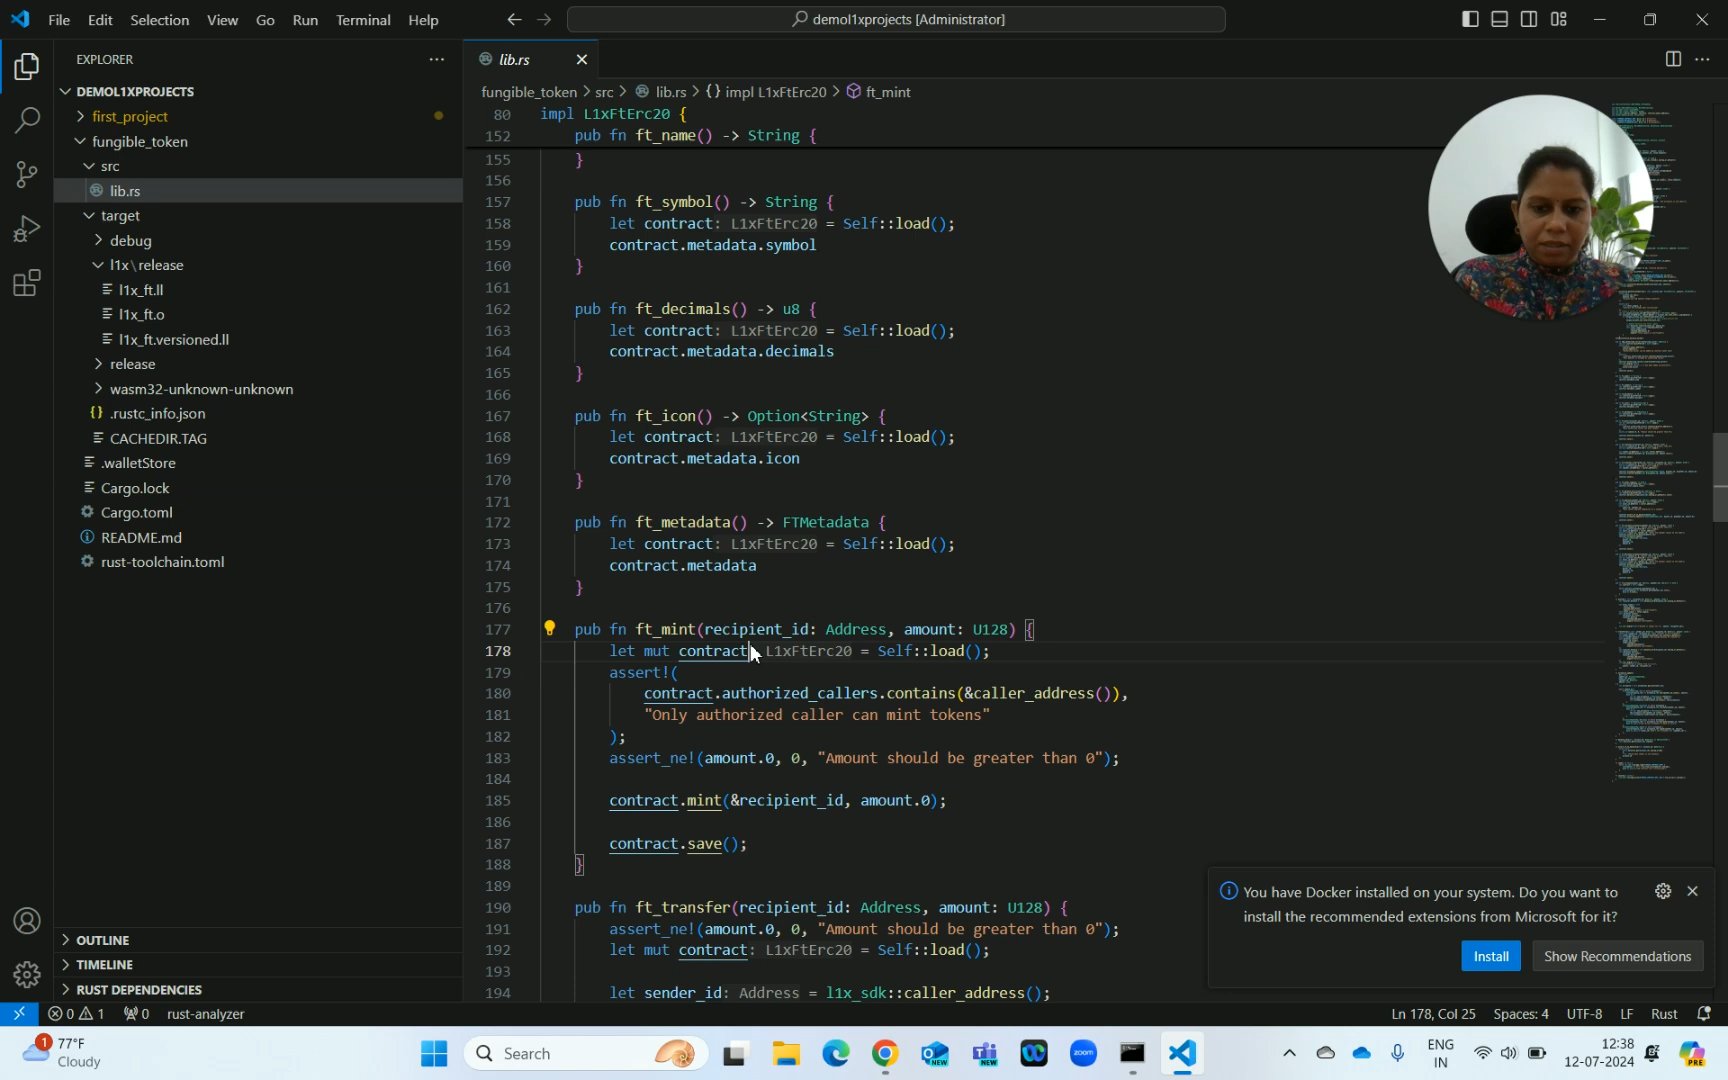 File Edit Selection View Go Run Terminal Help
demol1xprojects [Administrator]
EXPLORER
DEMOL1XPROJECTS
first_project
fungible_token
src
lib.rs
target
debug
l1x\release
l1x_ft.ll
l1x_ft.o
l1x_ft.versioned.ll
release
wasm32-unknown-unknown
{} .rustc_info.json
CACHEDIR.TAG
.walletStore
Cargo.lock
Cargo.toml
README.md
rust-toolchain.toml
OUTLINE
TIMELINE
RUST DEPENDENCIES
lib.rs
fungible_token > src > lib.rs > {} impl L1xFtErc20 > ft_mint
80 impl L1xFtErc20 {
152 pub fn ft_name() -> String {
155 }
156
157 pub fn ft_symbol() -> String {
158 let contract: L1xFtErc20 = Self::load();
159 contract.metadata.symbol
160 }
161
162 pub fn ft_decimals() -> u8 {
163 let contract: L1xFtErc20 = Self::load();
164 contract.metadata.decimals
165 }
166
167 pub fn ft_icon() -> Option<String> {
168 let contract: L1xFtErc20 = Self::load();
169 contract.metadata.icon
170 }
171
172 pub fn ft_metadata() -> FTMetadata {
173 let contract: L1xFtErc20 = Self::load();
174 contract.metadata
175 }
176
177 pub fn ft_mint(recipient_id: Address, amount: U128) {
178 let mut contract: L1xFtErc20 = Self::load();
179 assert!(
180 contract.authorized_callers.contains(&caller_address()),
181 "Only authorized caller can mint tokens"
182 );
183 assert_ne!(amount.0, 0, "Amount should be greater than 0");
184
185 contract.mint(&recipient_id, amount.0);
186
187 contract.save();
188 }
189
190 pub fn ft_transfer(recipient_id: Address, amount: U128) {
191 assert_ne!(amount.0, 0, "Amount should be greater than 0");
192 let mut contract: L1xFtErc20 = Self::load();
193
194 let sender_id: Address = l1x_sdk::caller_address();
You have Docker installed on your system. Do you want to
install the recommended extensions from Microsoft for it?
Install Show Recommendations
0 1 0 rust-analyzer
Ln 178, Col 25 Spaces: 4 UTF-8 LF Rust
1 77°F
Cloudy
Search
NEW
NEW
zoom
ENG
IN
12:38
12-07-2024
PRE